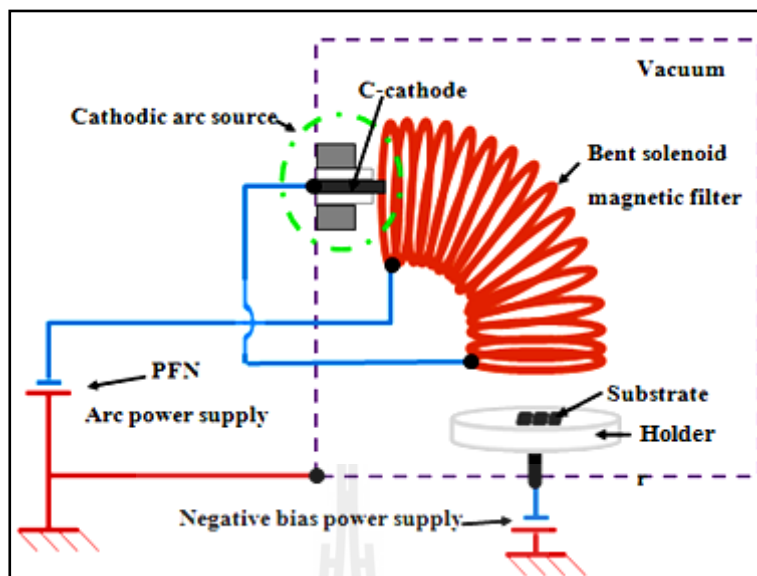 Vacuum
C-cathode
Cathodic arc source
Bent solenoid
magnetic filter
PFN
Arc power supply
Substrate
Holder
r
Negative bias power supply